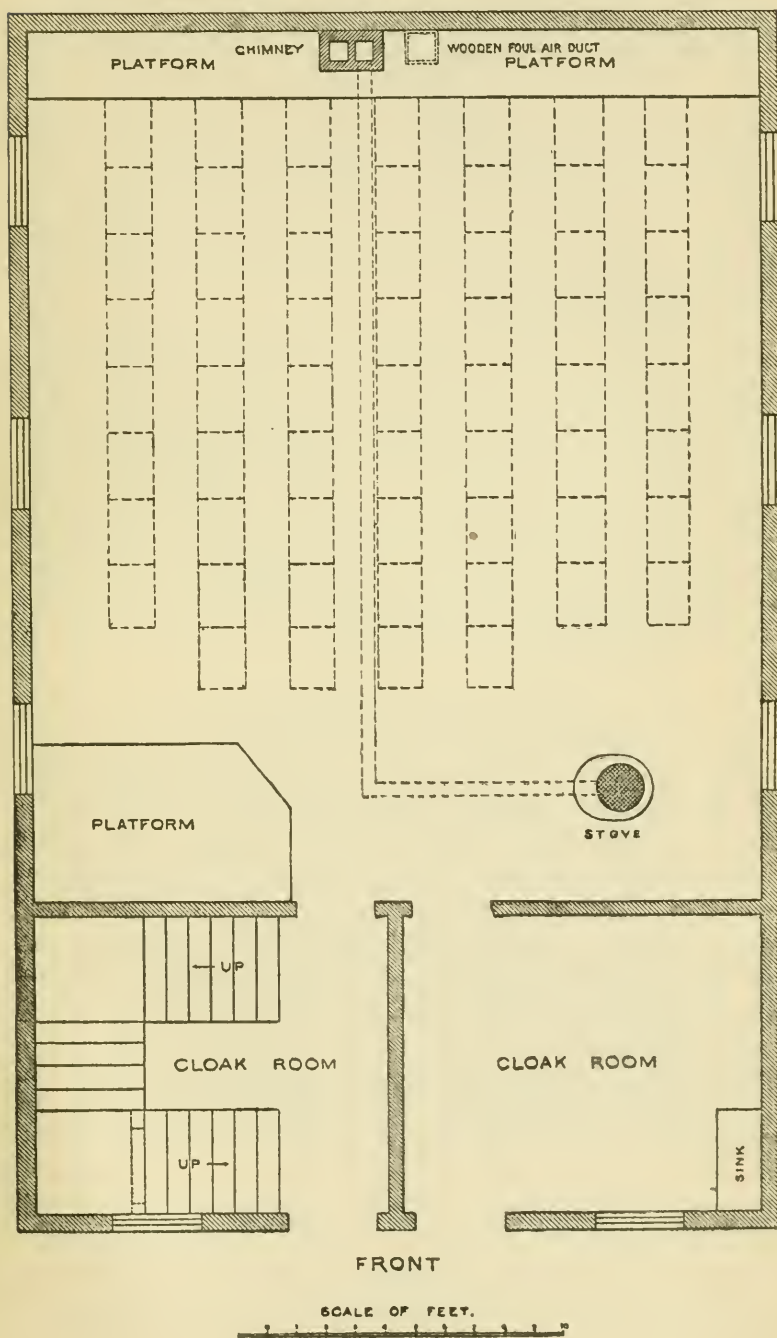 CHIMNEY
WOODEN FOUL AIR DUCT
PLATFORM
PLATFORM
STOVE
PLATFORM
UP
CLOAK ROOM
CLOAK ROOM
UP
SINK
FRONT
SCALE OF FEET.
10